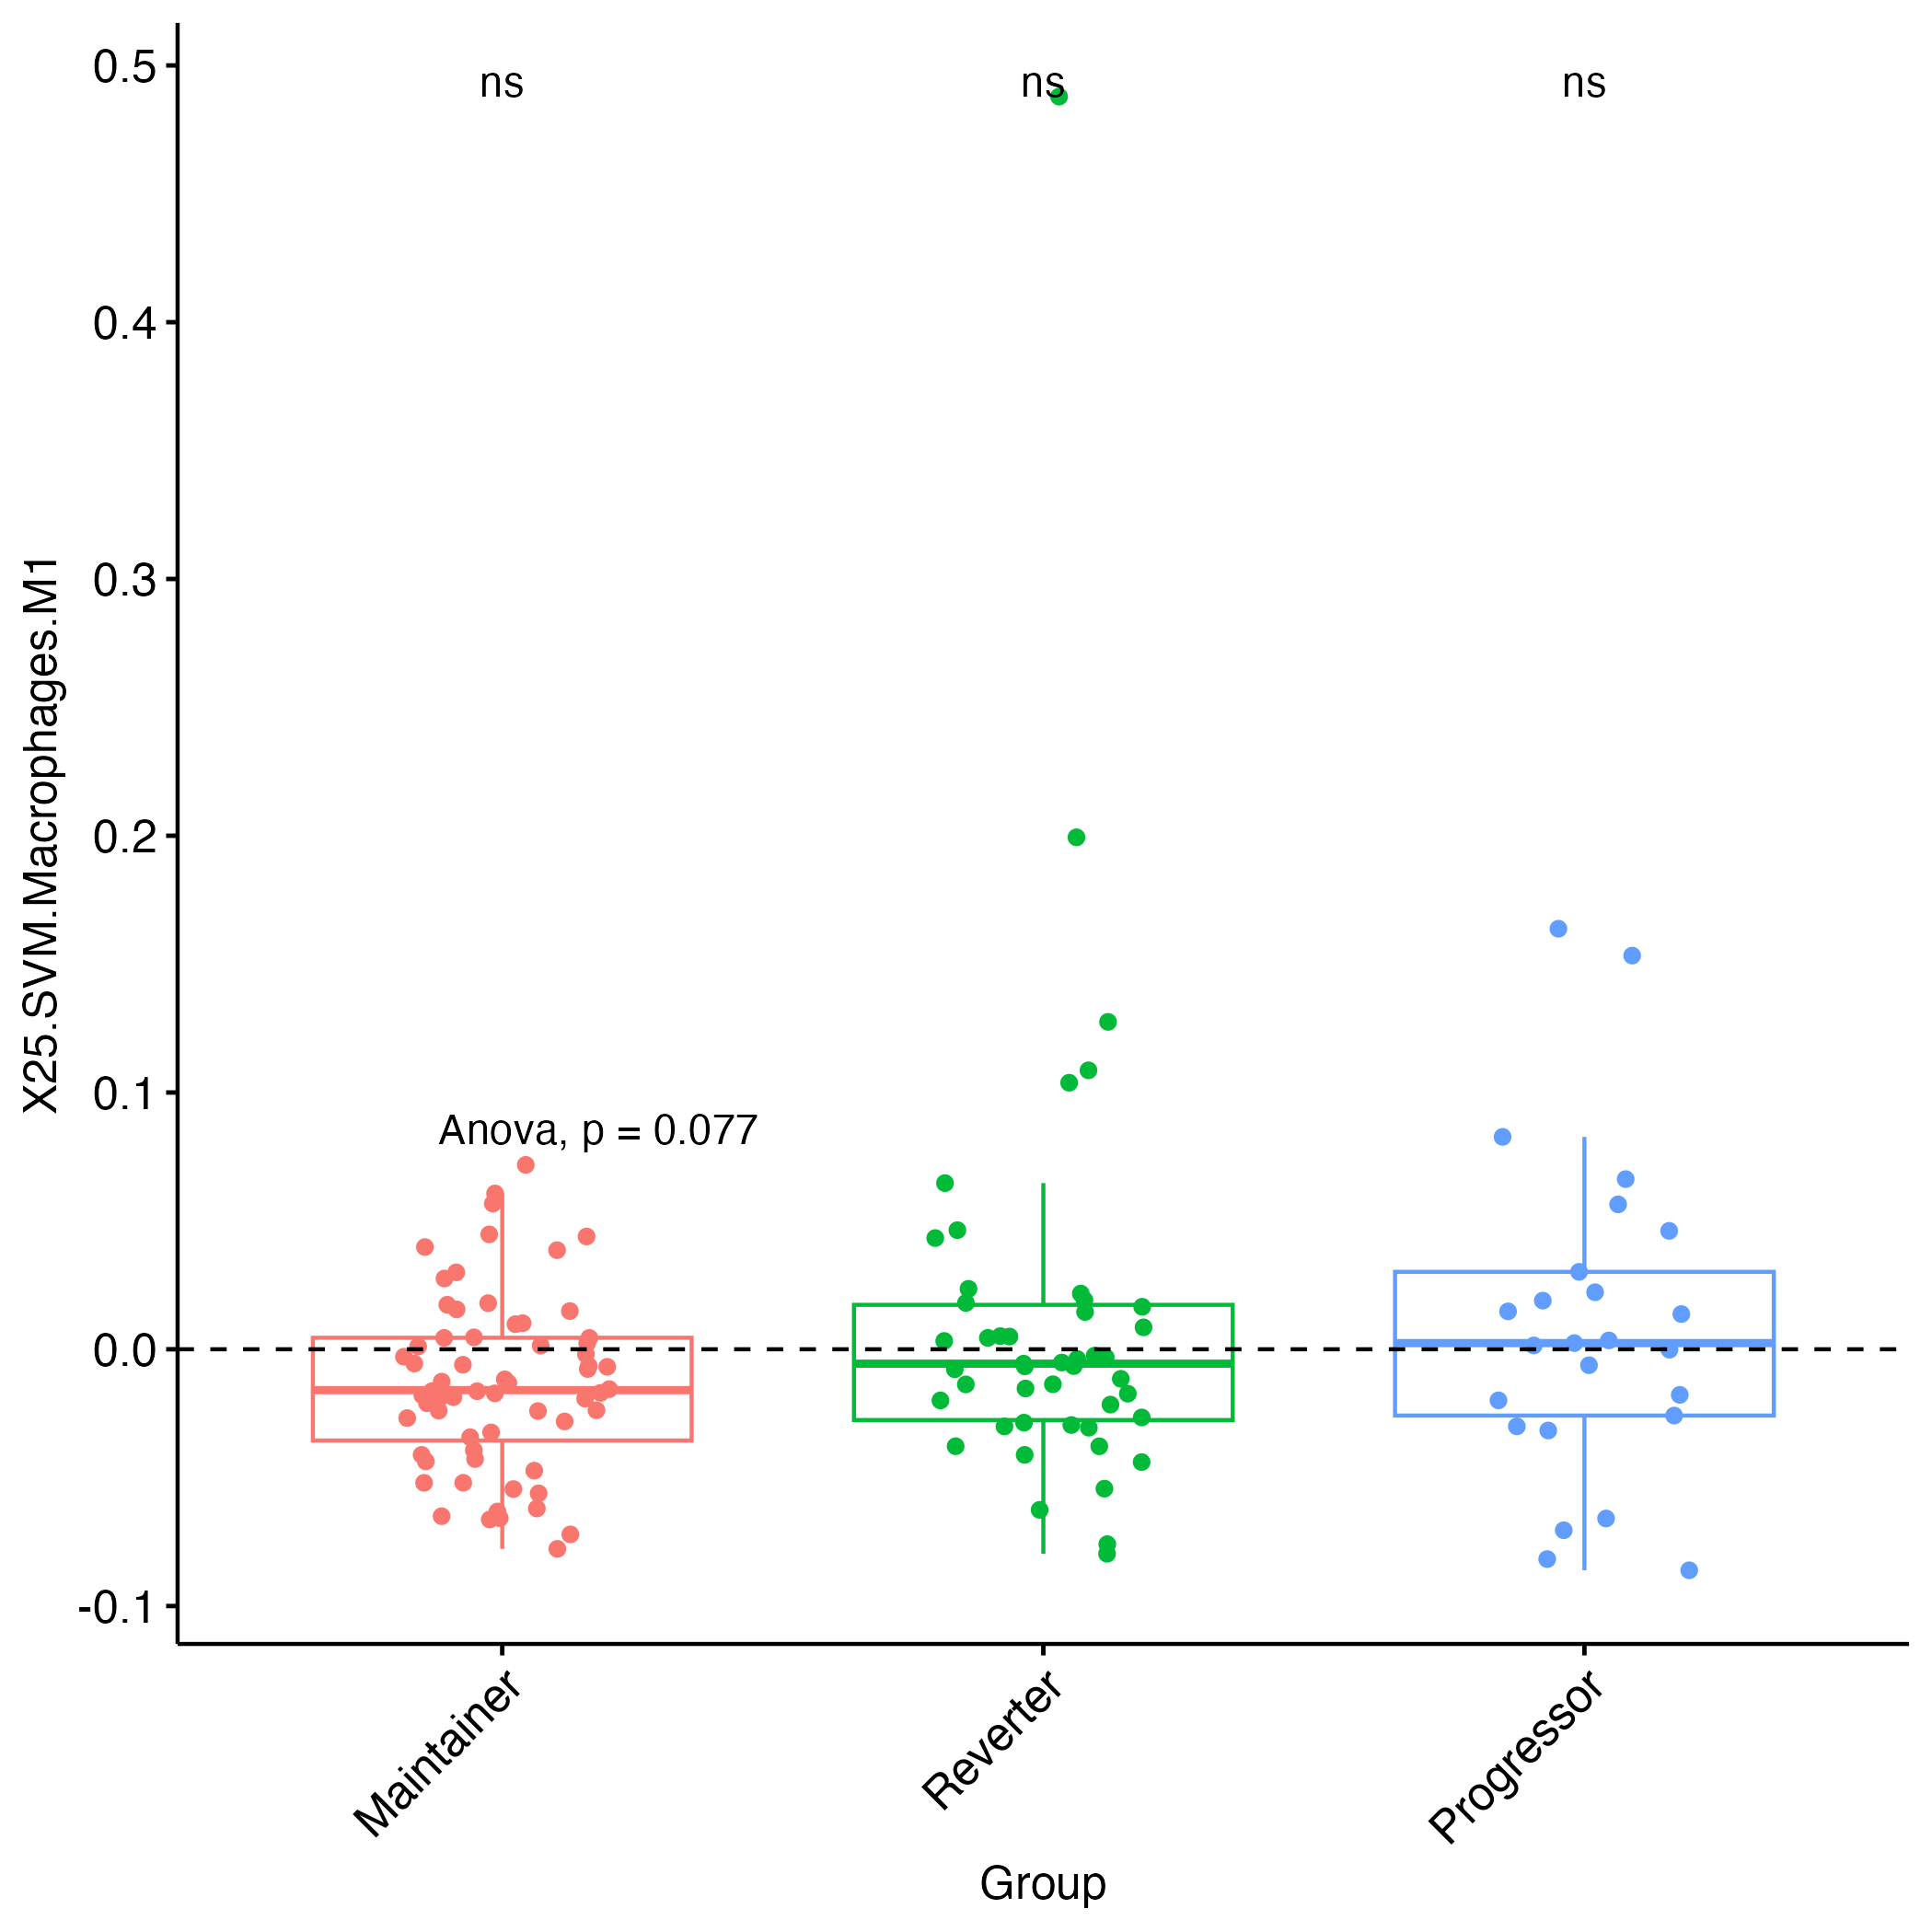 ns ns ns
0.5
0.4
0.3
0.2
0.1
0.0
-0.1
X25.SVM.Macrophages.M1
Anova, p = 0.077
Maintainer
Reverter
Progressor
Group